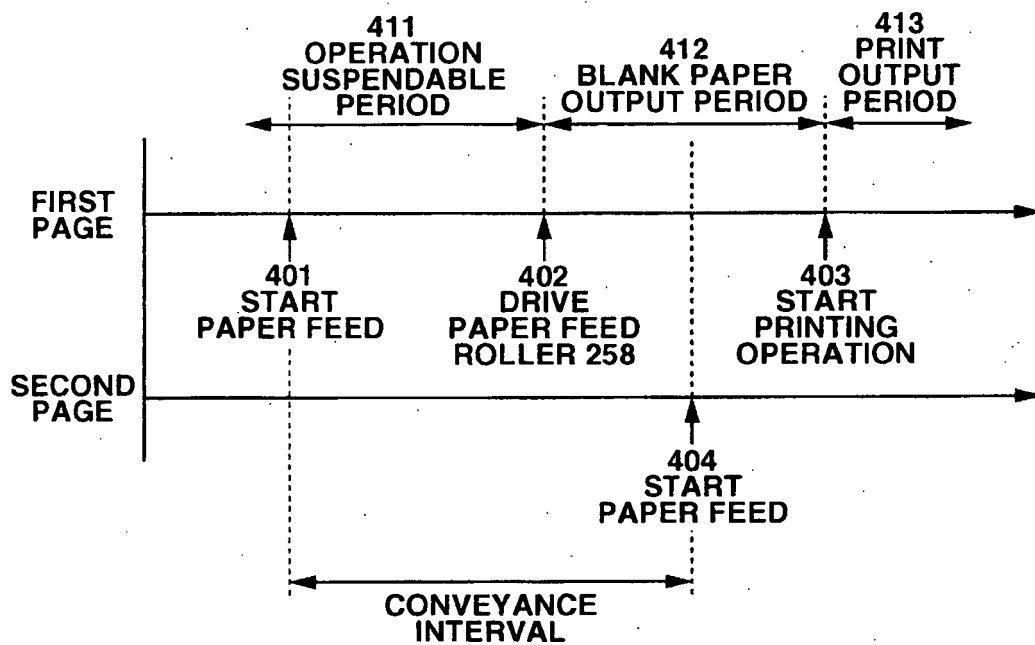 411
OPERATION
SUSPENDABLE
PERIOD
412
BLANK PAPER
OUTPUT PERIOD
413
PRINT
OUTPUT
PERIOD
FIRST
PAGE
401
START
PAPER FEED
402
DRIVE
PAPER FEED
ROLLER 258
403
START
PRINTING
OPERATION
SECOND
PAGE
404
START
PAPER FEED
CONVEYANCE
INTERVAL